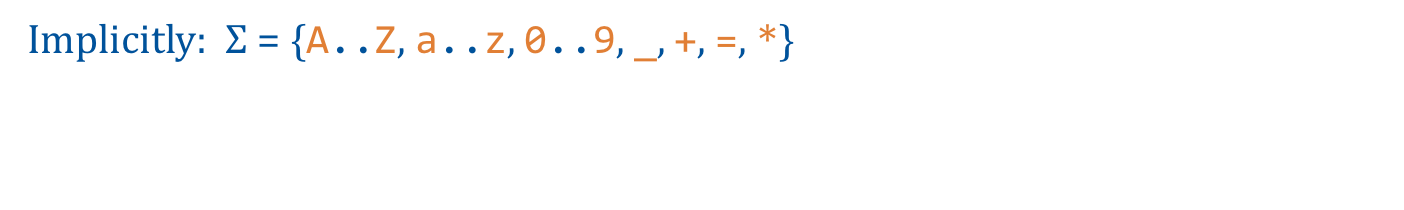 Implicitly: Σ = {A..Z, a..z, 0..9, _, +, =, *}